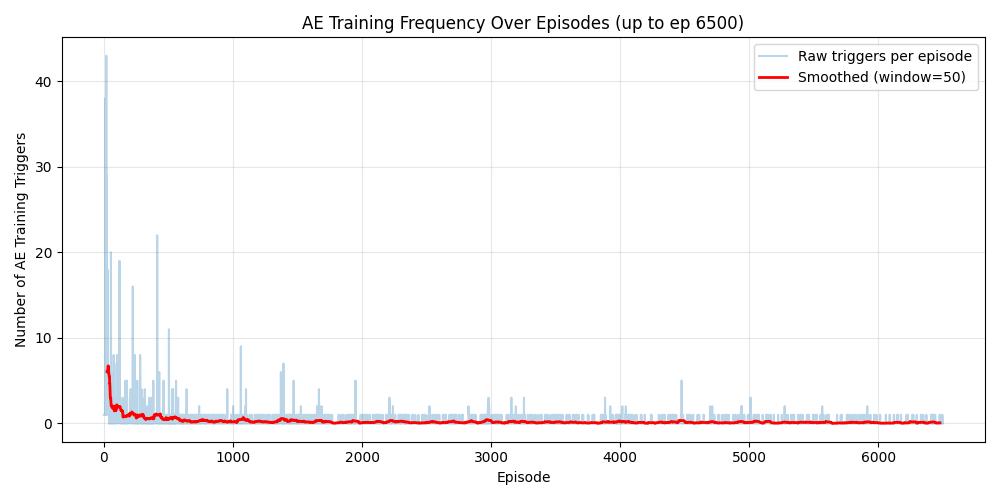 AE Training Frequency Over Episodes (up to ep 6500)
Raw triggers per episode
Smoothed (window=50)
Number of AE Training Triggers
40
30
20
10
0
0 1000 2000 3000 4000 5000 6000
Episode